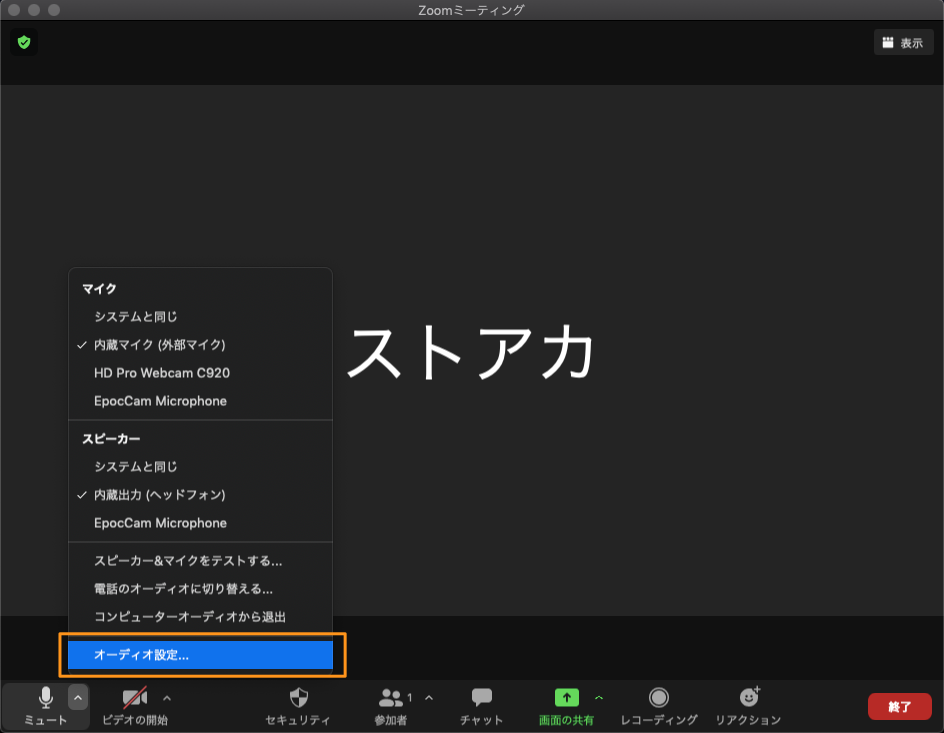 Zoomミーティング
表示
ストアカ
マイク
システムと同じ
内蔵マイク (外部マイク)
HD Pro Webcam C920
EpocCam Microphone
スピーカー
システムと同じ
内蔵出力 (ヘッドフォン)
EpocCam Microphone
スピーカー&マイクをテストする...
電話のオーディオに切り替える...
コンピューターオーディオから退出
オーディオ設定...
ミュート
ビデオの開始
セキュリティ
1
参加者
チャット
画面の共有
レコーディング
リアクション
終了